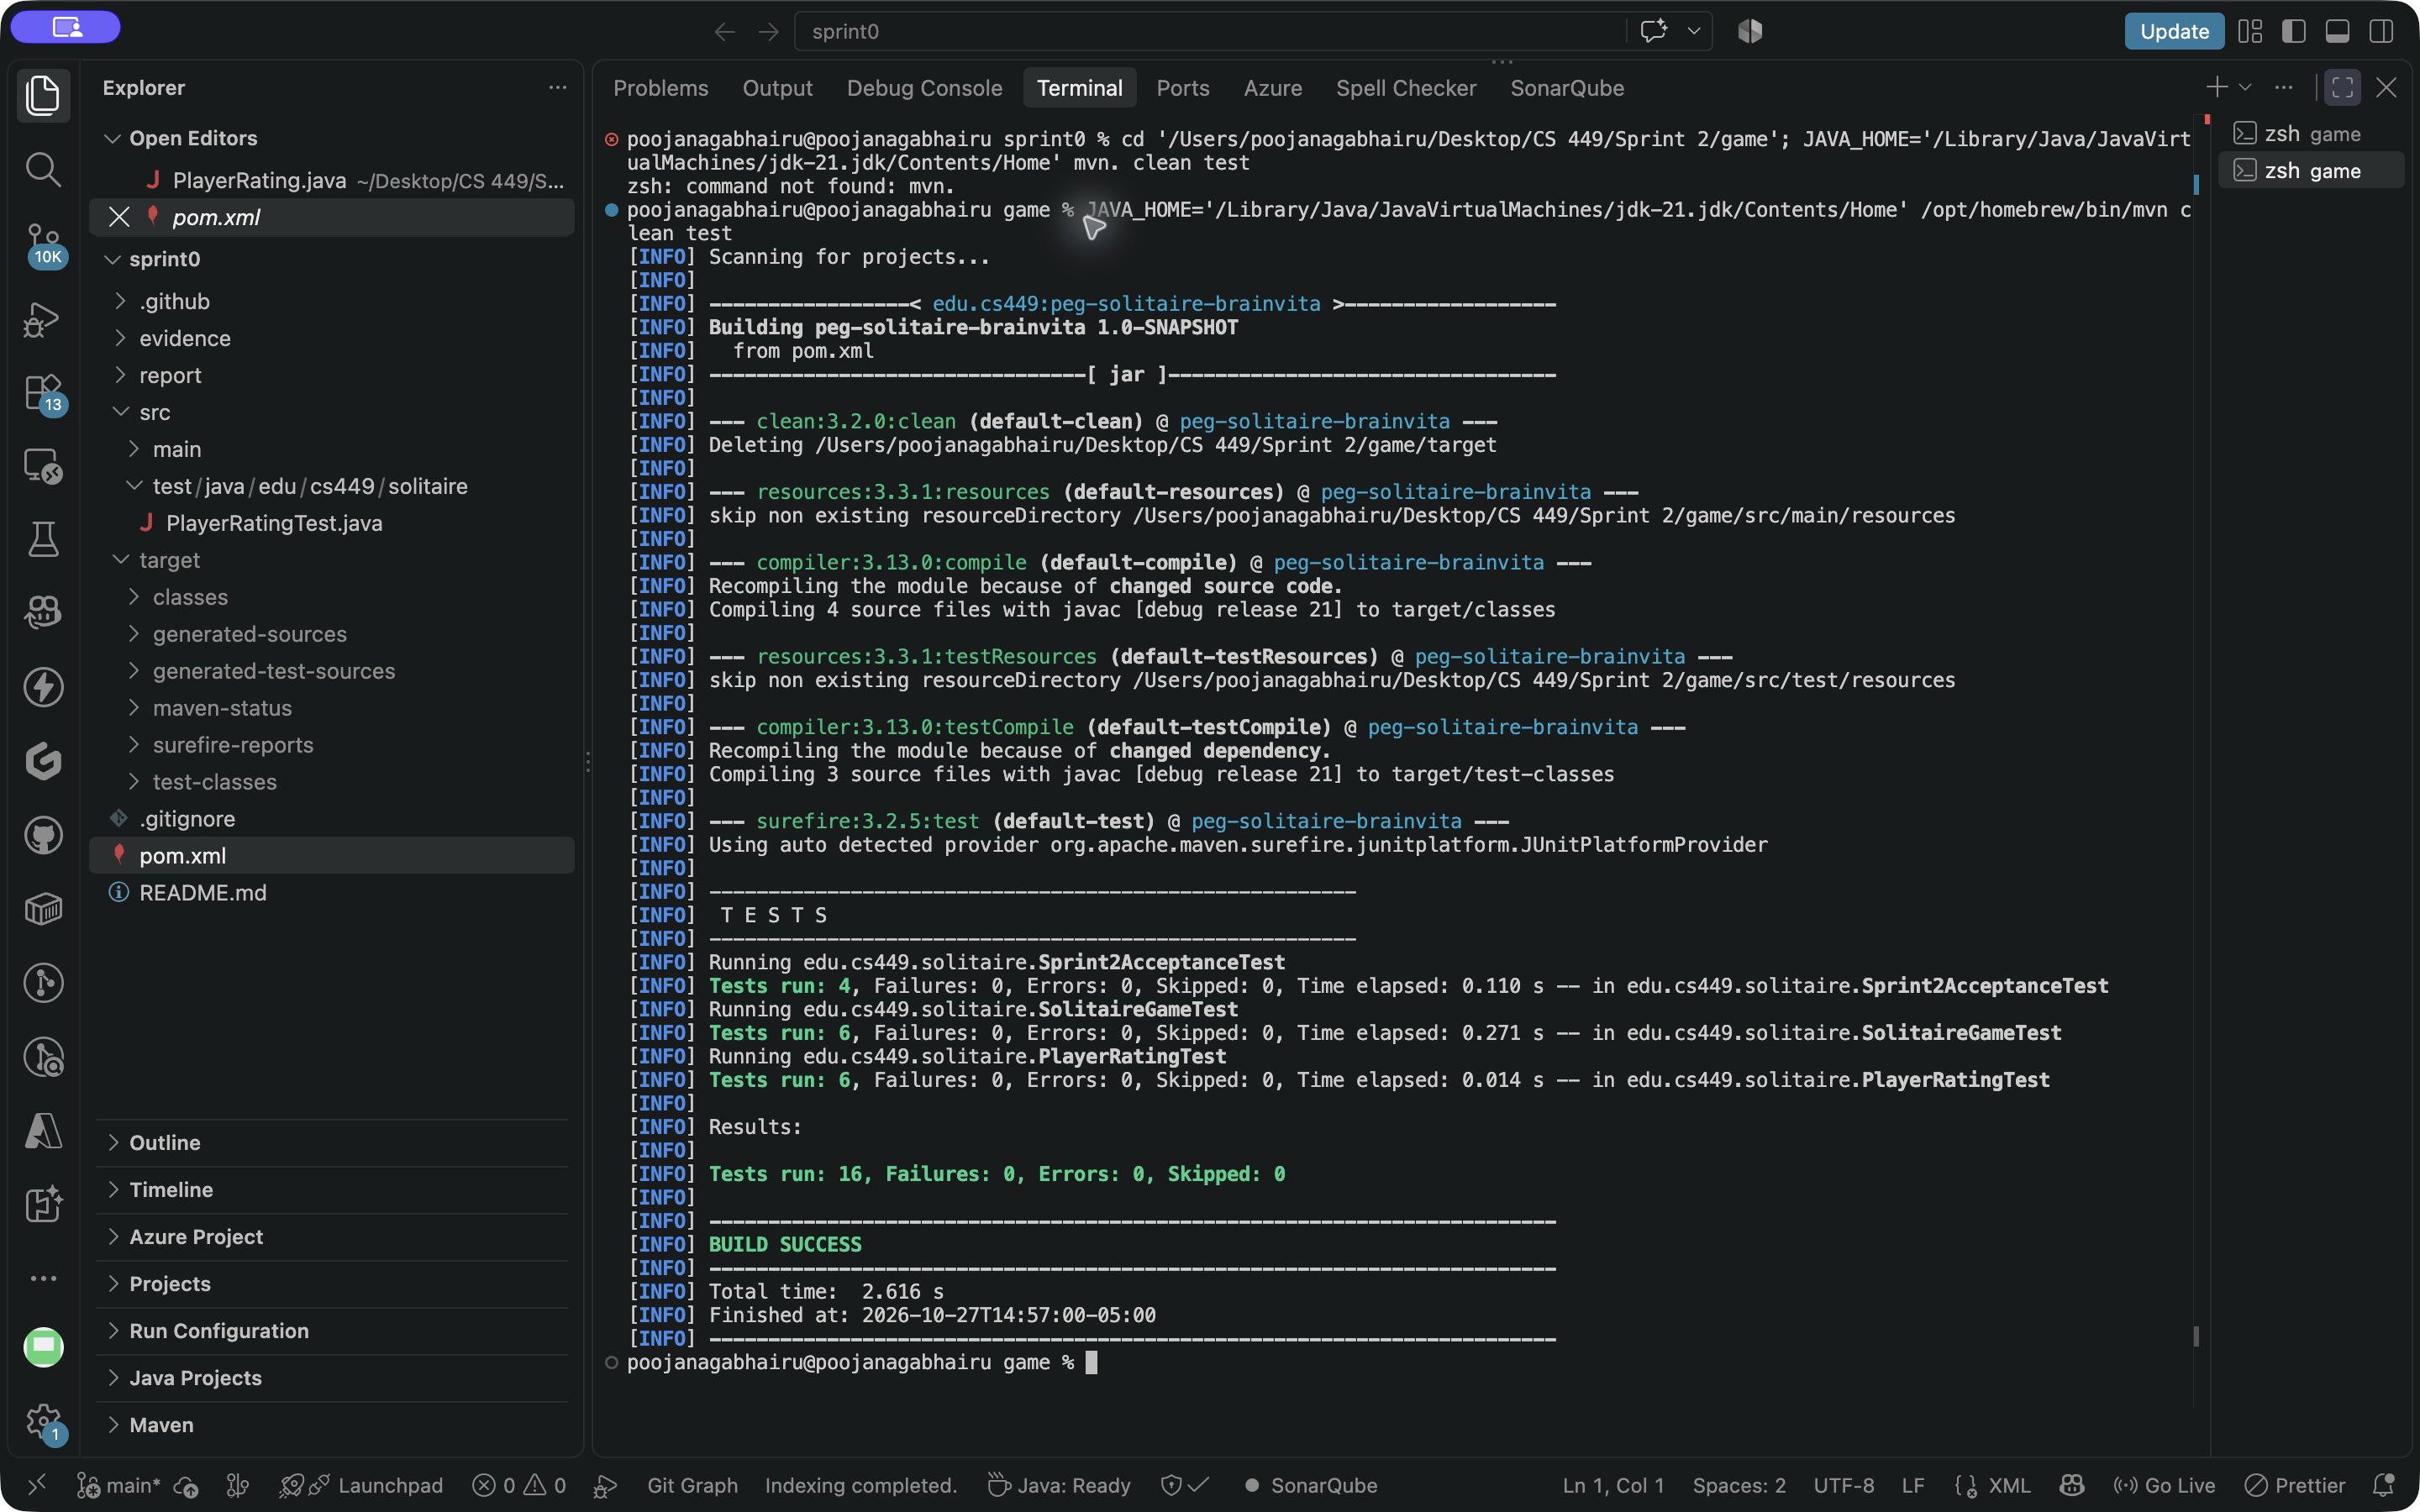 sprint0
Update
Explorer
Open Editors
PlayerRating.java ~/Desktop/CS 449/S...
pom.xml
sprint0
.github
evidence
report
src
main
test/java/edu/cs449/solitaire
PlayerRatingTest.java
target
classes
generated-sources
generated-test-sources
maven-status
surefire-reports
test-classes
.gitignore
pom.xml
README.md
Outline
Timeline
Azure Project
Projects
Run Configuration
Java Projects
Maven
10K
13
1
Problems Output Debug Console Terminal Ports Azure Spell Checker SonarQube
poojanagabhairu@poojanagabhairu sprint0 % cd '/Users/poojanagabhairu/Desktop/CS 449/Sprint 2/game'; JAVA_HOME='/Library/Java/JavaVirt
ualMachines/jdk-21.jdk/Contents/Home' mvn. clean test
zsh: command not found: mvn.
poojanagabhairu@poojanagabhairu game % JAVA_HOME='/Library/Java/JavaVirtualMachines/jdk-21.jdk/Contents/Home' /opt/homebrew/bin/mvn c
lean test
[INFO] Scanning for projects...
[INFO]
[INFO] -----------------< edu.cs449:peg-solitaire-brainvita >------------------
[INFO] Building peg-solitaire-brainvita 1.0-SNAPSHOT
[INFO]   from pom.xml
[INFO] --------------------------------[ jar ]---------------------------------
[INFO]
[INFO] --- clean:3.2.0:clean (default-clean) @ peg-solitaire-brainvita ---
[INFO] Deleting /Users/poojanagabhairu/Desktop/CS 449/Sprint 2/game/target
[INFO]
[INFO] --- resources:3.3.1:resources (default-resources) @ peg-solitaire-brainvita ---
[INFO] skip non existing resourceDirectory /Users/poojanagabhairu/Desktop/CS 449/Sprint 2/game/src/main/resources
[INFO]
[INFO] --- compiler:3.13.0:compile (default-compile) @ peg-solitaire-brainvita ---
[INFO] Recompiling the module because of changed source code.
[INFO] Compiling 4 source files with javac [debug release 21] to target/classes
[INFO]
[INFO] --- resources:3.3.1:testResources (default-testResources) @ peg-solitaire-brainvita ---
[INFO] skip non existing resourceDirectory /Users/poojanagabhairu/Desktop/CS 449/Sprint 2/game/src/test/resources
[INFO]
[INFO] --- compiler:3.13.0:testCompile (default-testCompile) @ peg-solitaire-brainvita ---
[INFO] Recompiling the module because of changed dependency.
[INFO] Compiling 3 source files with javac [debug release 21] to target/test-classes
[INFO]
[INFO] --- surefire:3.2.5:test (default-test) @ peg-solitaire-brainvita ---
[INFO] Using auto detected provider org.apache.maven.surefire.junitplatform.JUnitPlatformProvider
[INFO]
[INFO] -------------------------------------------------------
[INFO]  T E S T S
[INFO] -------------------------------------------------------
[INFO] Running edu.cs449.solitaire.Sprint2AcceptanceTest
[INFO] Tests run: 4, Failures: 0, Errors: 0, Skipped: 0, Time elapsed: 0.110 s -- in edu.cs449.solitaire.Sprint2AcceptanceTest
[INFO] Running edu.cs449.solitaire.SolitaireGameTest
[INFO] Tests run: 6, Failures: 0, Errors: 0, Skipped: 0, Time elapsed: 0.271 s -- in edu.cs449.solitaire.SolitaireGameTest
[INFO] Running edu.cs449.solitaire.PlayerRatingTest
[INFO] Tests run: 6, Failures: 0, Errors: 0, Skipped: 0, Time elapsed: 0.014 s -- in edu.cs449.solitaire.PlayerRatingTest
[INFO]
[INFO] Results:
[INFO]
[INFO] Tests run: 16, Failures: 0, Errors: 0, Skipped: 0
[INFO]
[INFO] ------------------------------------------------------------------------
[INFO] BUILD SUCCESS
[INFO] ------------------------------------------------------------------------
[INFO] Total time:  2.616 s
[INFO] Finished at: 2026-10-27T14:57:00-05:00
[INFO] ------------------------------------------------------------------------
poojanagabhairu@poojanagabhairu game %
zsh game
zsh game
main* Launchpad 0 0 Git Graph Indexing completed. Java: Ready SonarQube Ln 1, Col 1 Spaces: 2 UTF-8 LF XML Go Live Prettier